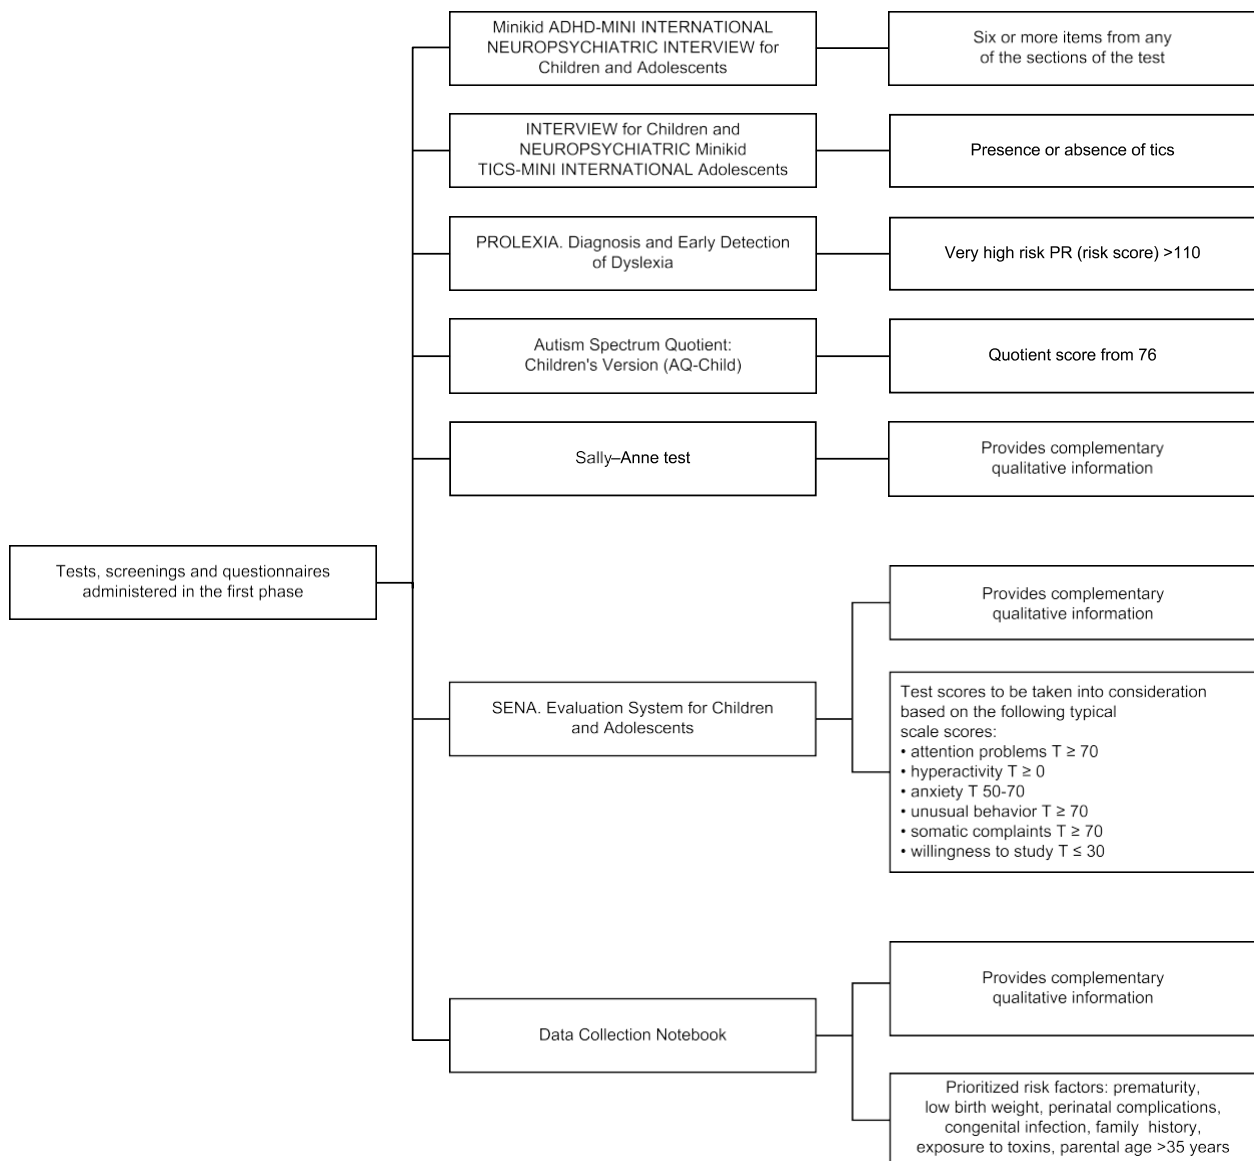 Minikid ADHD-MINI INTERNATIONAL
NEUROPSYCHIATRIC INTERVIEW for
Children and Adolescents
Six or more items from any
of the sections of the test
INTERVIEW for Children and
NEUROPSYCHIATRIC Minikid
TICS-MINI INTERNATIONAL Adolescents
Presence or absence of tics
PROLEXIA. Diagnosis and Early Detection
of Dyslexia
Very high risk PR (risk score) >110
Autism Spectrum Quotient:
Children's Version (AQ-Child)
Quotient score from 76
Sally–Anne test
Provides complementary
qualitative information
Tests, screenings and questionnaires
administered in the first phase
SENA. Evaluation System for Children
and Adolescents
Provides complementary
qualitative information
Test scores to be taken into consideration
based on the following typical
scale scores:
• attention problems T ≥ 70
• hyperactivity T ≥ 0
• anxiety T 50-70
• unusual behavior T ≥ 70
• somatic complaints T ≥ 70
• willingness to study T ≤ 30
Data Collection Notebook
Provides complementary
qualitative information
Prioritized risk factors: prematurity,
low birth weight, perinatal complications,
congenital infection, family history,
exposure to toxins, parental age >35 years